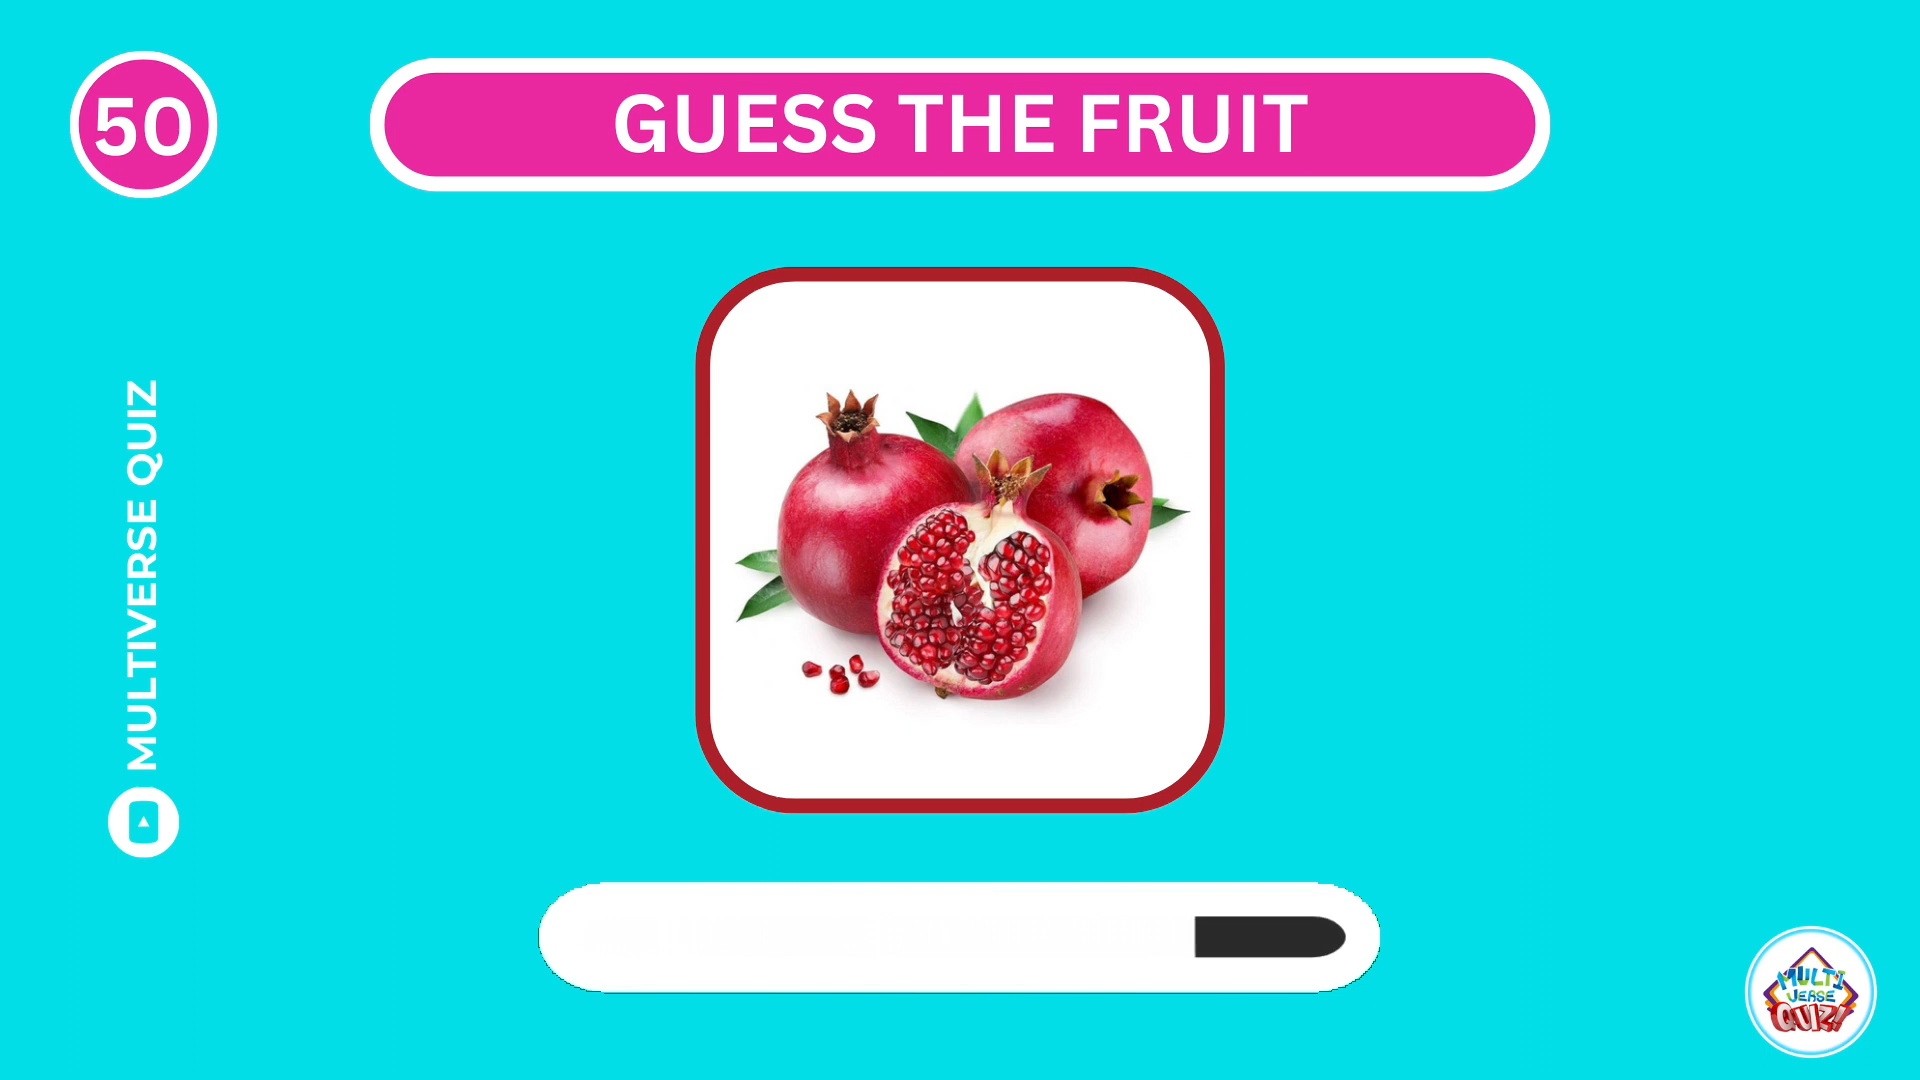 50
GUESS THE FRUIT
MULTIVERSE QUIZ
MULTI
VERSE
QUIZ!